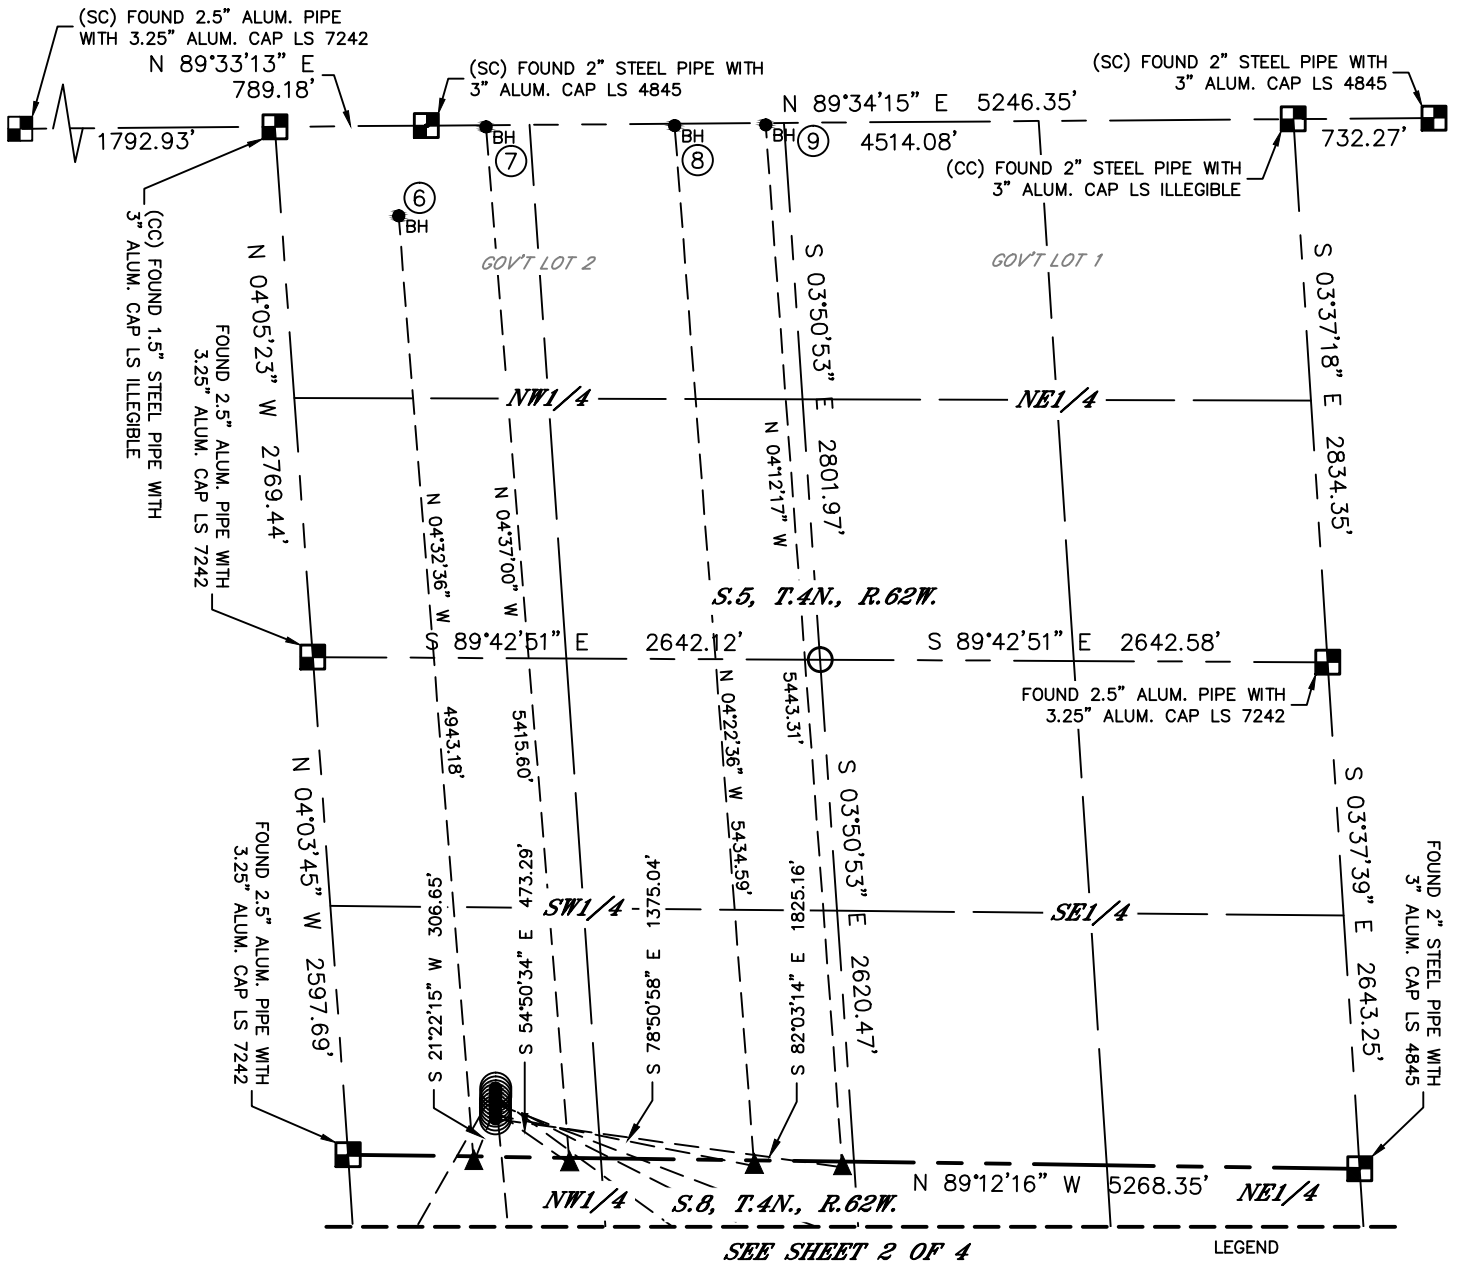 (SC) FOUND 2.5" ALUM. PIPE
WITH 3.25" ALUM. CAP LS 7242
N 89°33'13" E
789.18'
(SC) FOUND 2" STEEL PIPE WITH
3" ALUM. CAP LS 4845
(SC) FOUND 2" STEEL PIPE WITH
3" ALUM. CAP LS 4845
N 89°34'15" E 5246.35'
1792.93'
BH
7
BH
8
BH
9
4514.08'
732.27'
(CC) FOUND 2" STEEL PIPE WITH
3" ALUM. CAP LS ILLEGIBLE
6
BH
(CC) FOUND 1.5" STEEL PIPE WITH
3" ALUM. CAP LS ILLEGIBLE
GOV'T LOT 2
GOV'T LOT 1
N 04°05'23" W 2769.44'
S 03°50'53" E 2801.97'
S 03°37'18" E 2834.35'
FOUND 2.5" ALUM. PIPE WITH
3.25" ALUM. CAP LS 7242
NW1/4
NE1/4
N 04°32'36" W
4943.18'
N 04°37'00" W
5415.60'
N 04°12'17" W
5443.31'
S.5, T.4N., R.62W.
S 89°42'51" E 2642.12'
S 89°42'51" E 2642.58'
N 04°22'36" W 5434.59'
FOUND 2.5" ALUM. PIPE WITH
3.25" ALUM. CAP LS 7242
N 04°03'45" W 2597.69'
S 03°50'53" E 2620.47'
S 03°37'39" E 2643.25'
FOUND 2.5" ALUM. PIPE WITH
3.25" ALUM. CAP LS 7242
FOUND 2" STEEL PIPE WITH
3" ALUM. CAP LS 4845
SW1/4
SE1/4
S 21°22'15" W 306.65'
S 54°50'34" E 473.29'
S 78°50'58" E 1375.04'
S 82°03'14" E 1825.16'
N 89°12'16" W 5268.35'
NW1/4
S.8, T.4N., R.62W.
NE1/4
SEE SHEET 2 OF 4
LEGEND